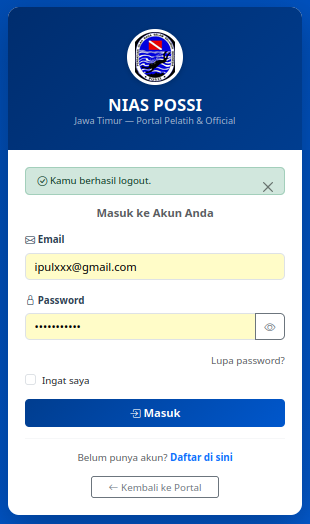 NIAS POSSI
Jawa Timur — Portal Pelatih & Official
Kamu berhasil logout.
Masuk ke Akun Anda
Email
ipulxxx@gmail.com
Password
•••••••••••
Lupa password?
Ingat saya
Masuk
Belum punya akun? Daftar di sini
← Kembali ke Portal